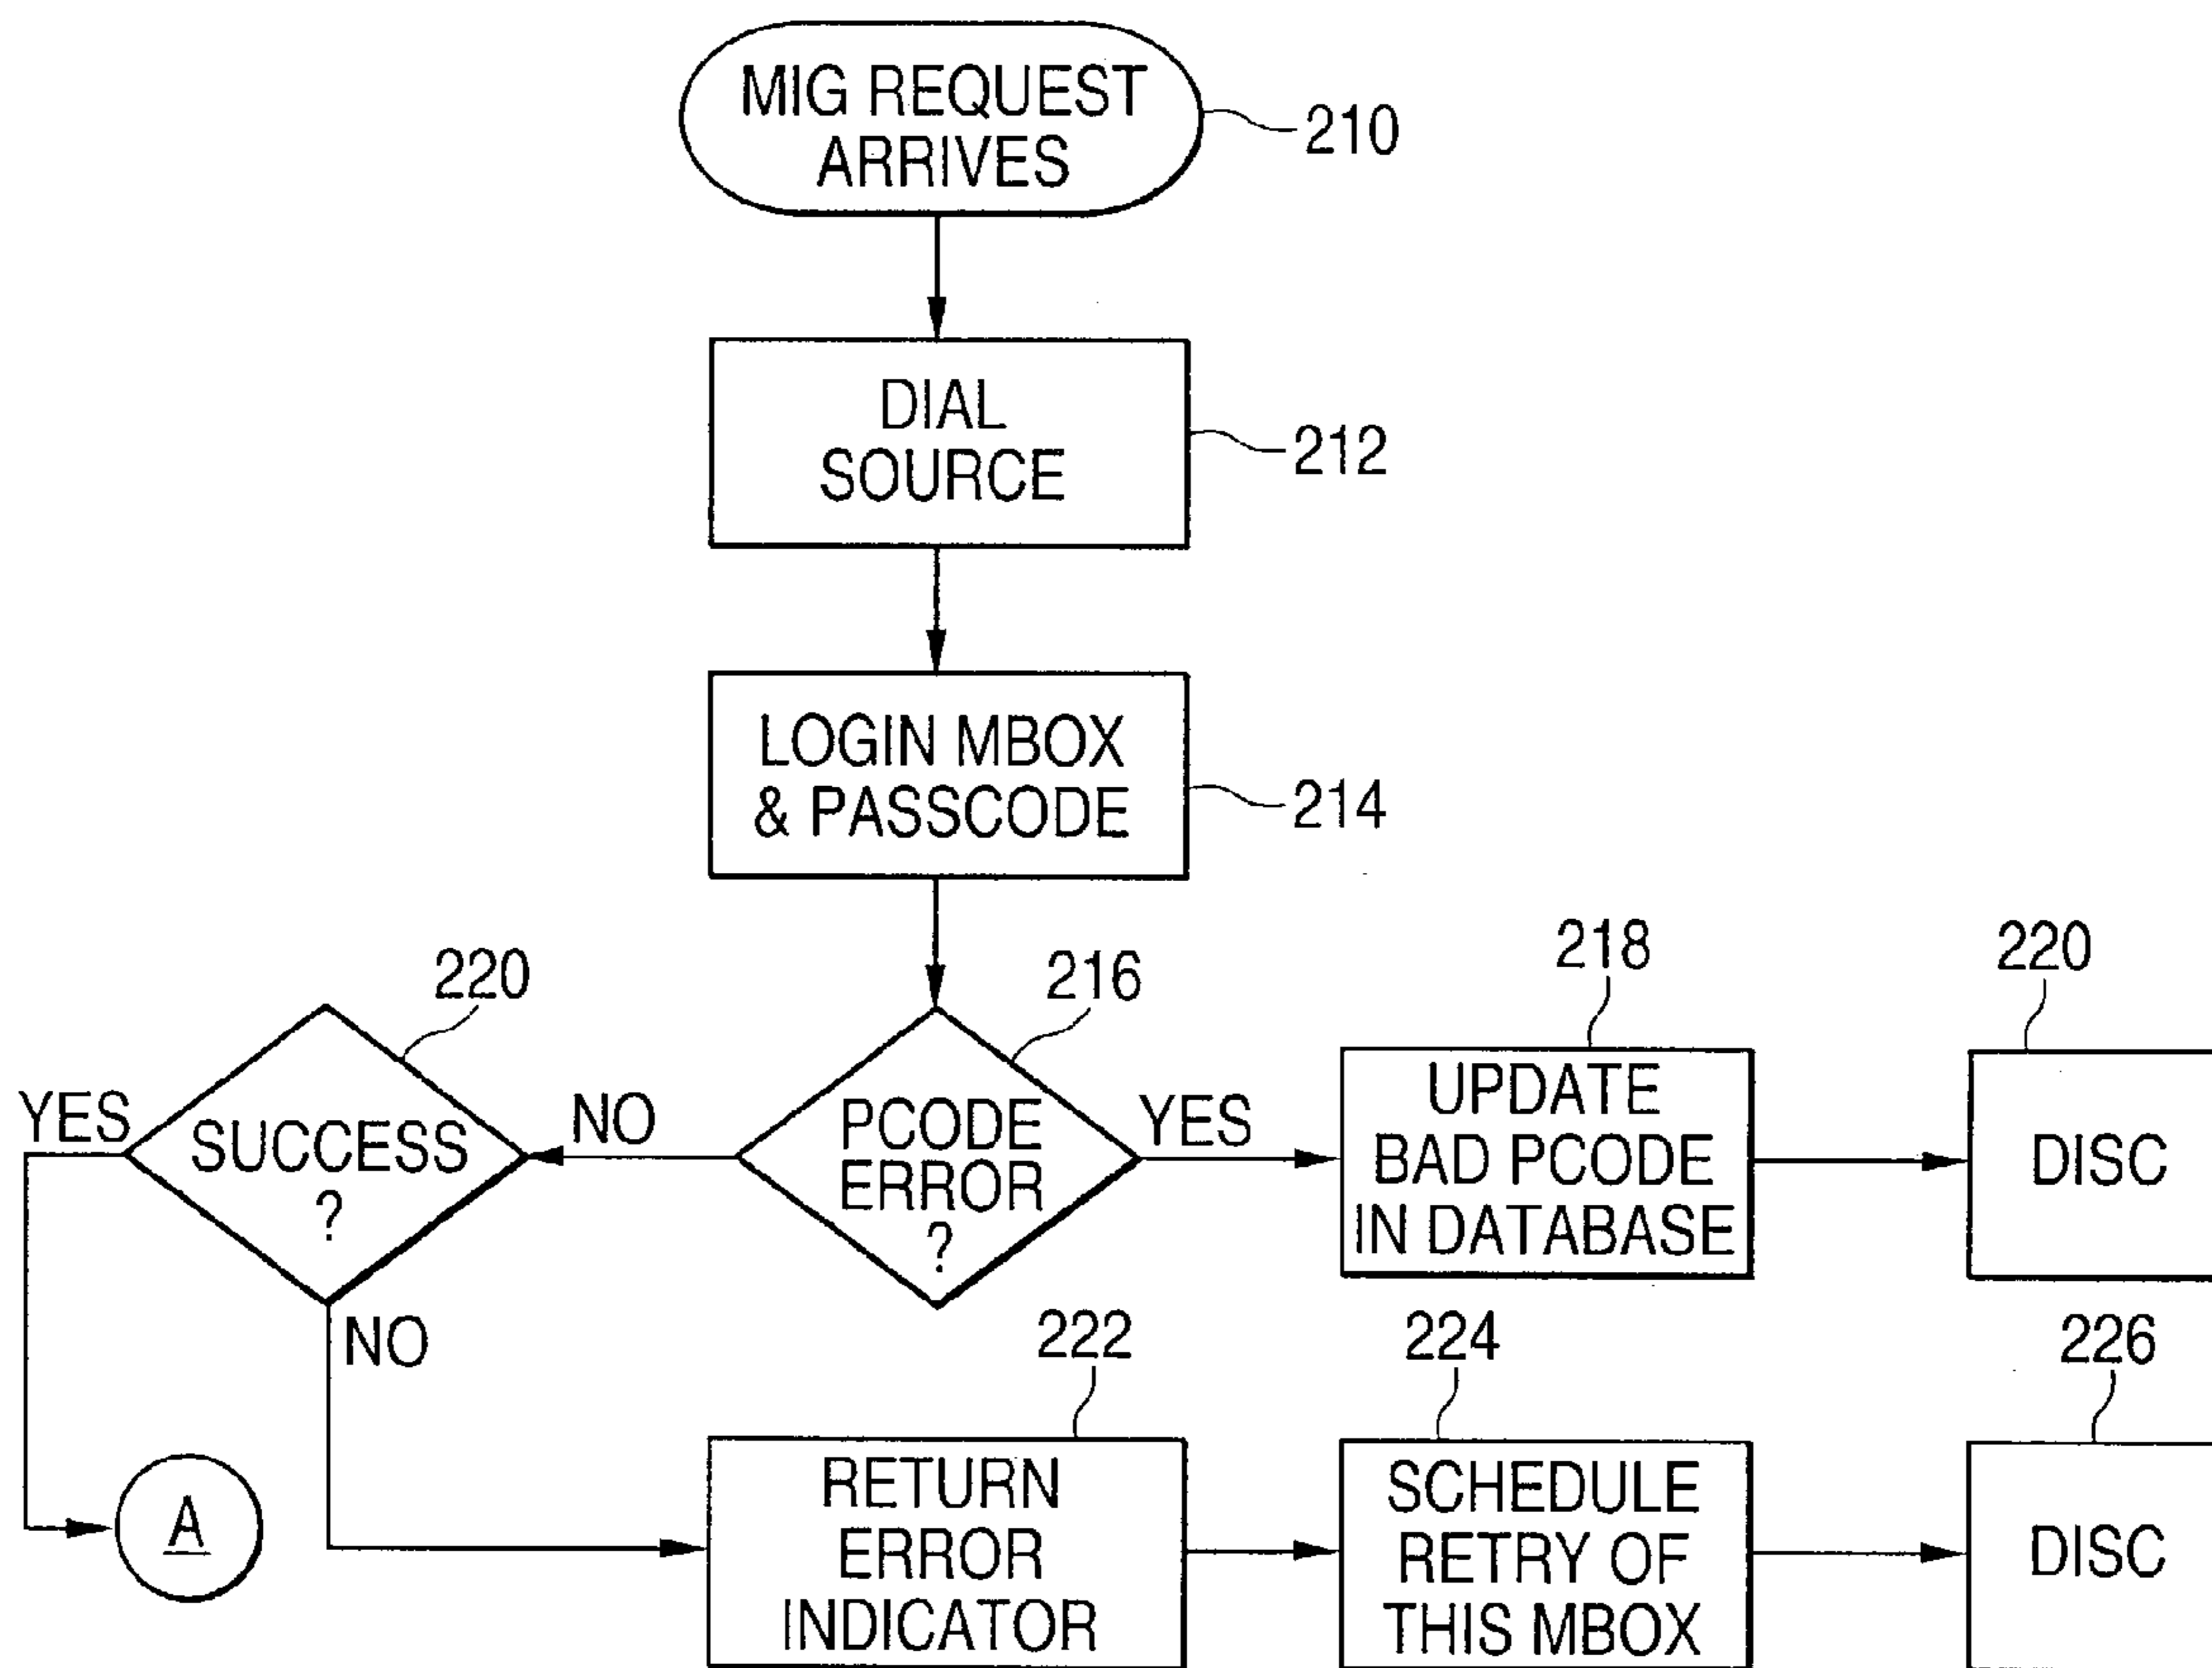 MIG REQUEST
ARRIVES
210
DIAL
SOURCE
212
LOGIN MBOX
& PASSCODE
214
220
216
218
220
YES
SUCCESS
?
NO
PCODE
ERROR
?
YES
UPDATE
BAD PCODE
IN DATABASE
DISC
NO
222
224
226
A
RETURN
ERROR
INDICATOR
SCHEDULE
RETRY OF
THIS MBOX
DISC